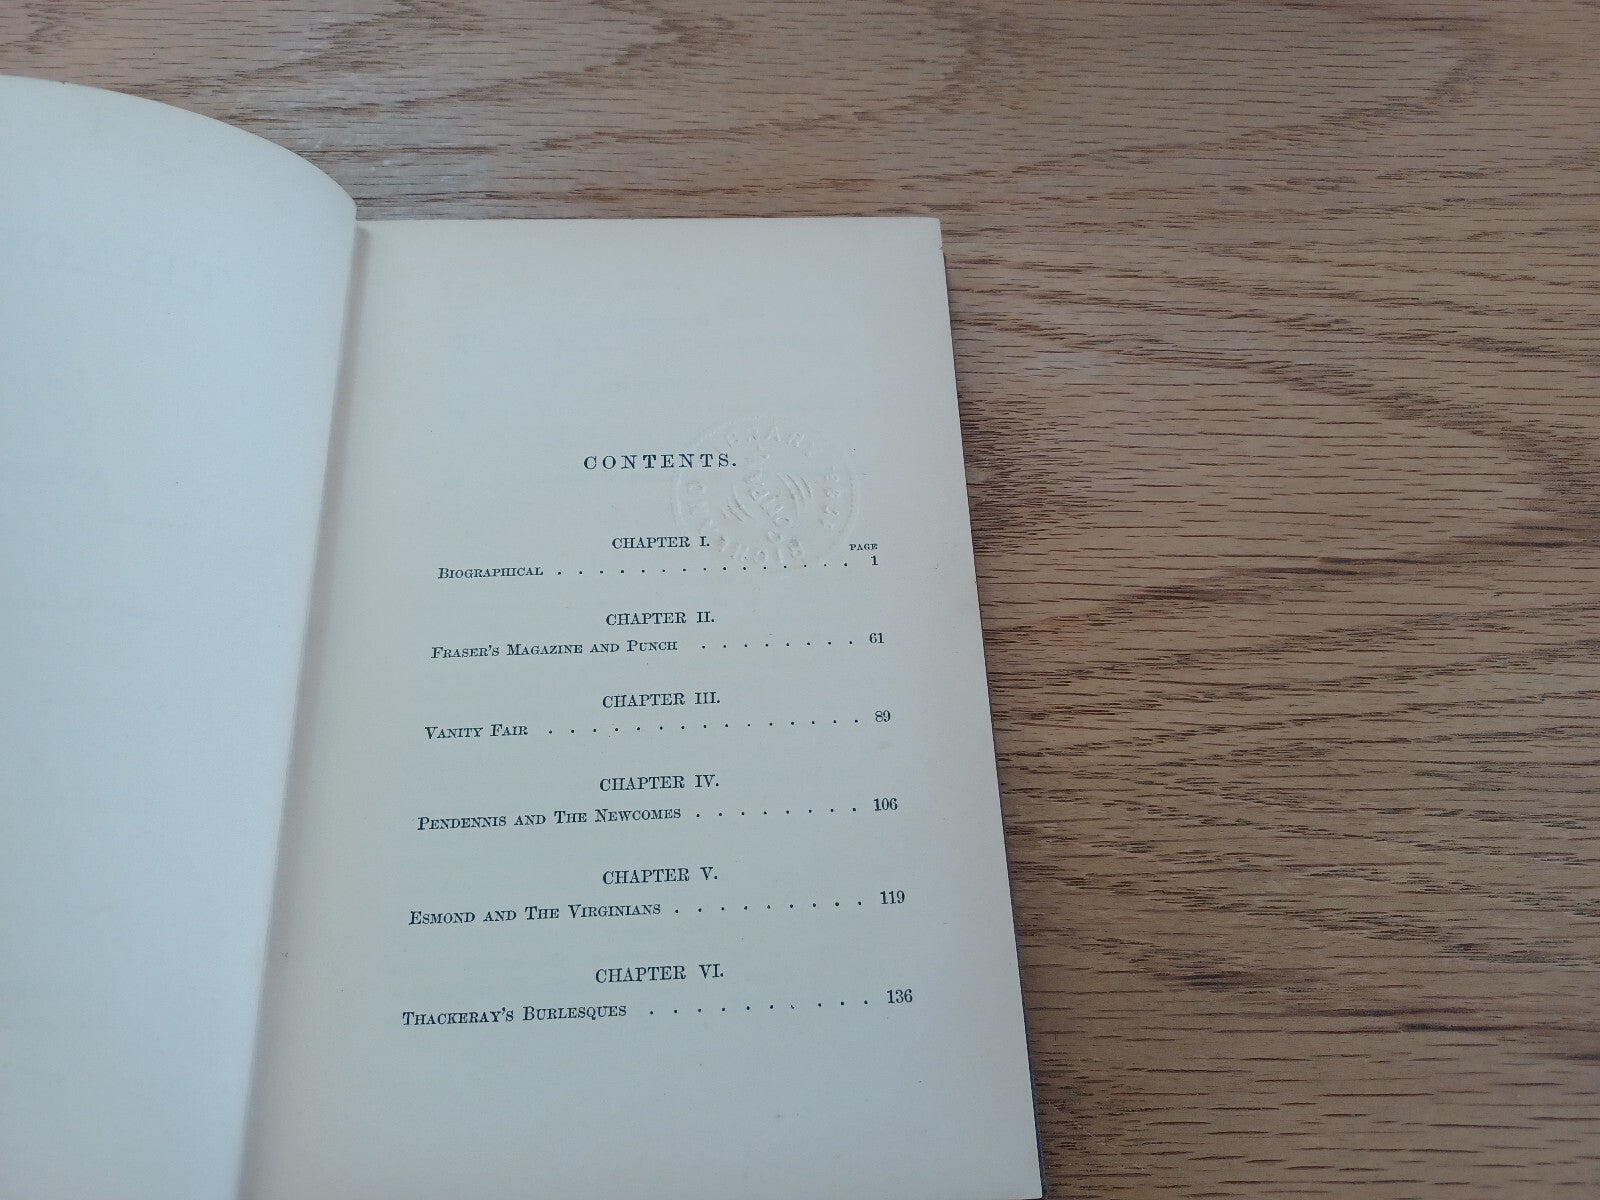 CONTENTS.
CHAPTER I.
PAGE
BIOGRAPHICAL . . . . . . . . . . . . . . . 1
CHAPTER II.
FRASER'S MAGAZINE AND PUNCH . . . . . . . . 61
CHAPTER III.
VANITY FAIR . . . . . . . . . . . . . . . 89
CHAPTER IV.
PENDENNIS AND THE NEWCOMES . . . . . . . . 106
CHAPTER V.
ESMOND AND THE VIRGINIANS . . . . . . . . . 119
CHAPTER VI.
THACKERAY'S BURLESQUES . . . . . . . . . . 136